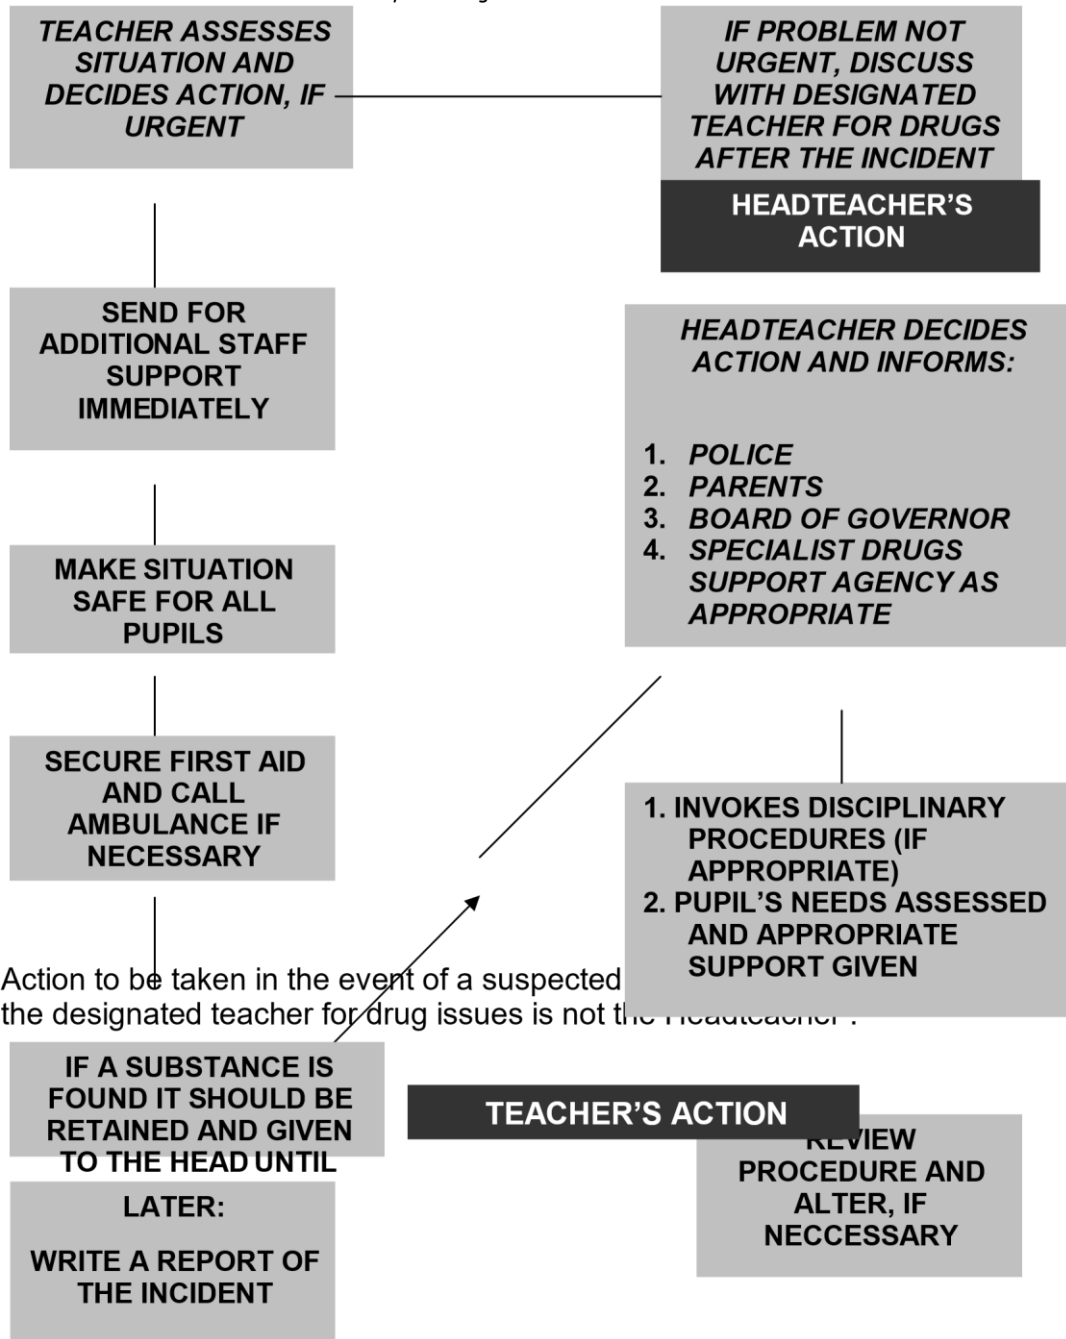 TEACHER ASSESSES
SITUATION AND
DECIDES ACTION, IF
URGENT
IF PROBLEM NOT
URGENT, DISCUSS
WITH DESIGNATED
TEACHER FOR DRUGS
AFTER THE INCIDENT
HEADTEACHER'S
ACTION
SEND FOR
ADDITIONAL STAFF
SUPPORT
IMMEDIATELY
HEADTEACHER DECIDES
ACTION AND INFORMS:
1. POLICE
2. PARENTS
3. BOARD OF GOVERNOR
4. SPECIALIST DRUGS
SUPPORT AGENCY AS
APPROPRIATE
MAKE SITUATION
SAFE FOR ALL
PUPILS
SECURE FIRST AID
AND CALL
AMBULANCE IF
NECESSARY
1. INVOKES DISCIPLINARY
PROCEDURES (IF
APPROPRIATE)
2. PUPIL'S NEEDS ASSESSED
AND APPROPRIATE
SUPPORT GIVEN
Action to be taken in the event of a suspected
the designated teacher for drug issues is not the Headteacher .
IF A SUBSTANCE IS
FOUND IT SHOULD BE
RETAINED AND GIVEN
TO THE HEAD UNTIL
TEACHER'S ACTION
REVIEW
PROCEDURE AND
ALTER, IF
NECCESSARY
LATER:
WRITE A REPORT OF
THE INCIDENT